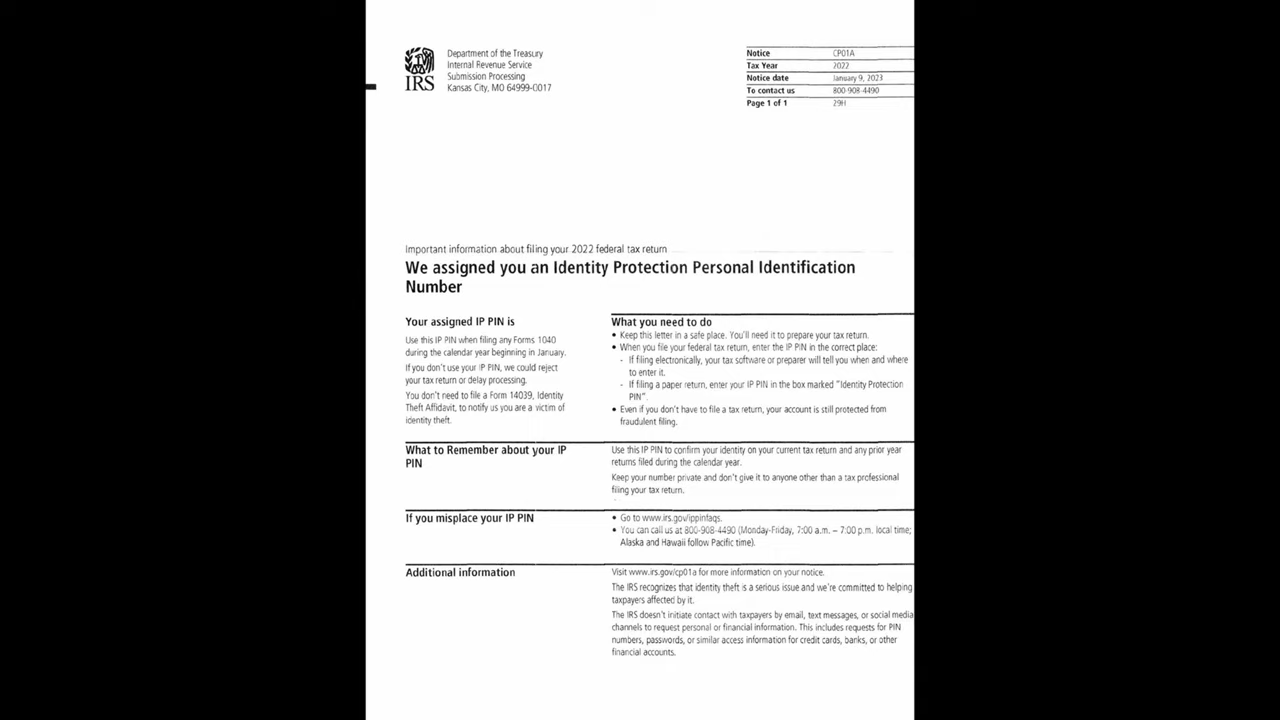 IRS
Department of the Treasury
Internal Revenue Service
Submission Processing
Kansas City, MO 64999-0017
Notice CP01A
Tax Year 2022
Notice date January 9, 2023
To contact us 800-908-4490
Page 1 of 1 29H
Important information about filing your 2022 federal tax return
We assigned you an Identity Protection Personal Identification
Number
Your assigned IP PIN is
Use this IP PIN when filing any Forms 1040
during the calendar year beginning in January.
If you don't use your IP PIN, we could reject
your tax return or delay processing.
You don't need to file a Form 14039, Identity
Theft Affidavit, to notify us you are a victim of
identity theft.
What you need to do
• Keep this letter in a safe place. You'll need it to prepare your tax return.
• When you file your federal tax return, enter the IP PIN in the correct place:
- If filing electronically, your tax software or preparer will tell you when and where
to enter it.
- If filing a paper return, enter your IP PIN in the box marked "Identity Protection
PIN".
• Even if you don't have to file a tax return, your account is still protected from
fraudulent filing.
What to Remember about your IP
PIN
Use this IP PIN to confirm your identity on your current tax return and any prior year
returns filed during the calendar year.
Keep your number private and don't give it to anyone other than a tax professional
filing your tax return.
If you misplace your IP PIN
• Go to www.irs.gov/ippinfaqs.
• You can call us at 800-908-4490 (Monday-Friday, 7:00 a.m. – 7:00 p.m. local time;
Alaska and Hawaii follow Pacific time).
Additional information
Visit www.irs.gov/cp01a for more information on your notice.
The IRS recognizes that identity theft is a serious issue and we're committed to helping
taxpayers affected by it.
The IRS doesn't initiate contact with taxpayers by email, text messages, or social media
channels to request personal or financial information. This includes requests for PIN
numbers, passwords, or similar access information for credit cards, banks, or other
financial accounts.